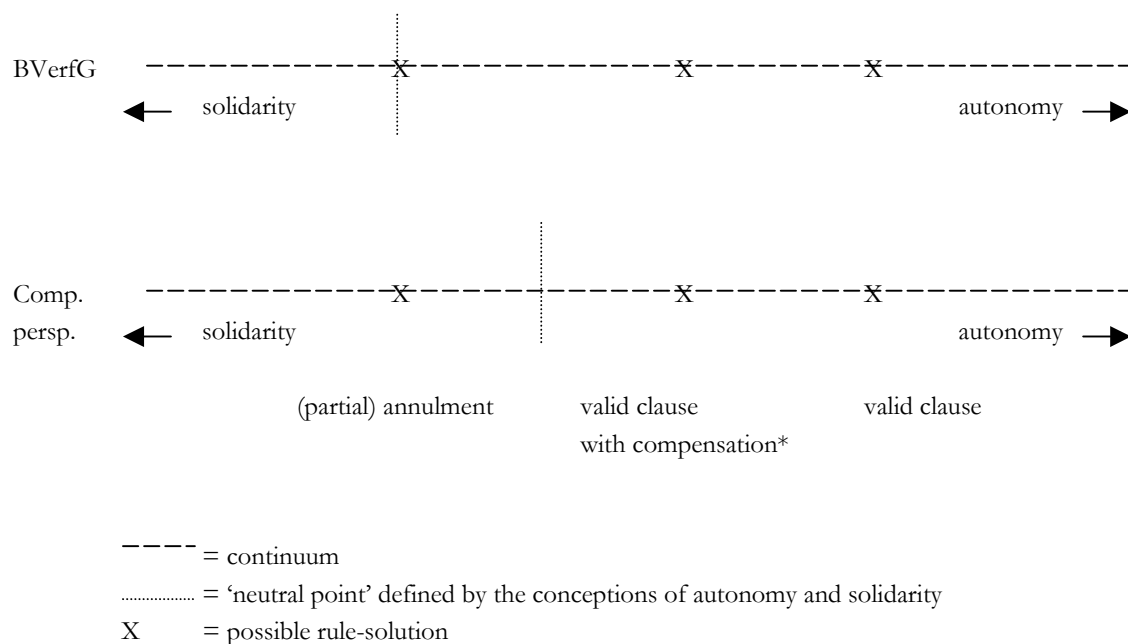 BVerfG X X X
solidarity autonomy
Comp. X X X
persp.
solidarity autonomy
(partial) annulment valid clause valid clause
with compensation*
= continuum
= ‘neutral point’ defined by the conceptions of autonomy and solidarity
X = possible rule-solution